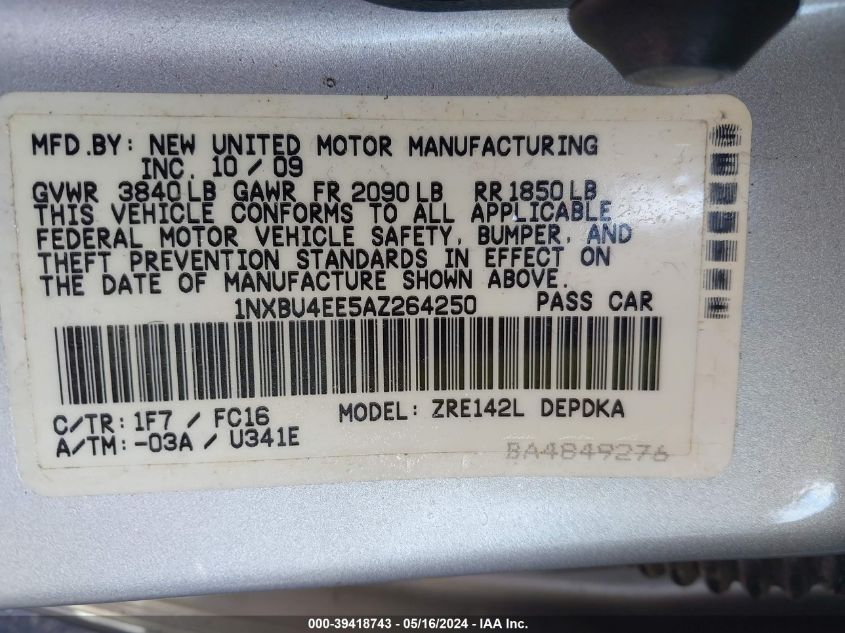 MFD.BY: NEW UNITED MOTOR MANUFACTURING
INC. 10 / 09
GVWR 3840 LB GAWR FR 2090 LB RR 1850 LB
THIS VEHICLE CONFORMS TO ALL APPLICABLE
FEDERAL MOTOR VEHICLE SAFETY, BUMPER, AND
THEFT PREVENTION STANDARDS IN EFFECT ON
THE DATE OF MANUFACTURE SHOWN ABOVE.
1NXBU4EE5AZ264250 PASS CAR
C/TR: 1F7 / FC16 MODEL: ZRE142L DEPDKA
A/TM: -03A / U341E
BA4849276
000-39418743 - 05/16/2024 - IAA Inc.